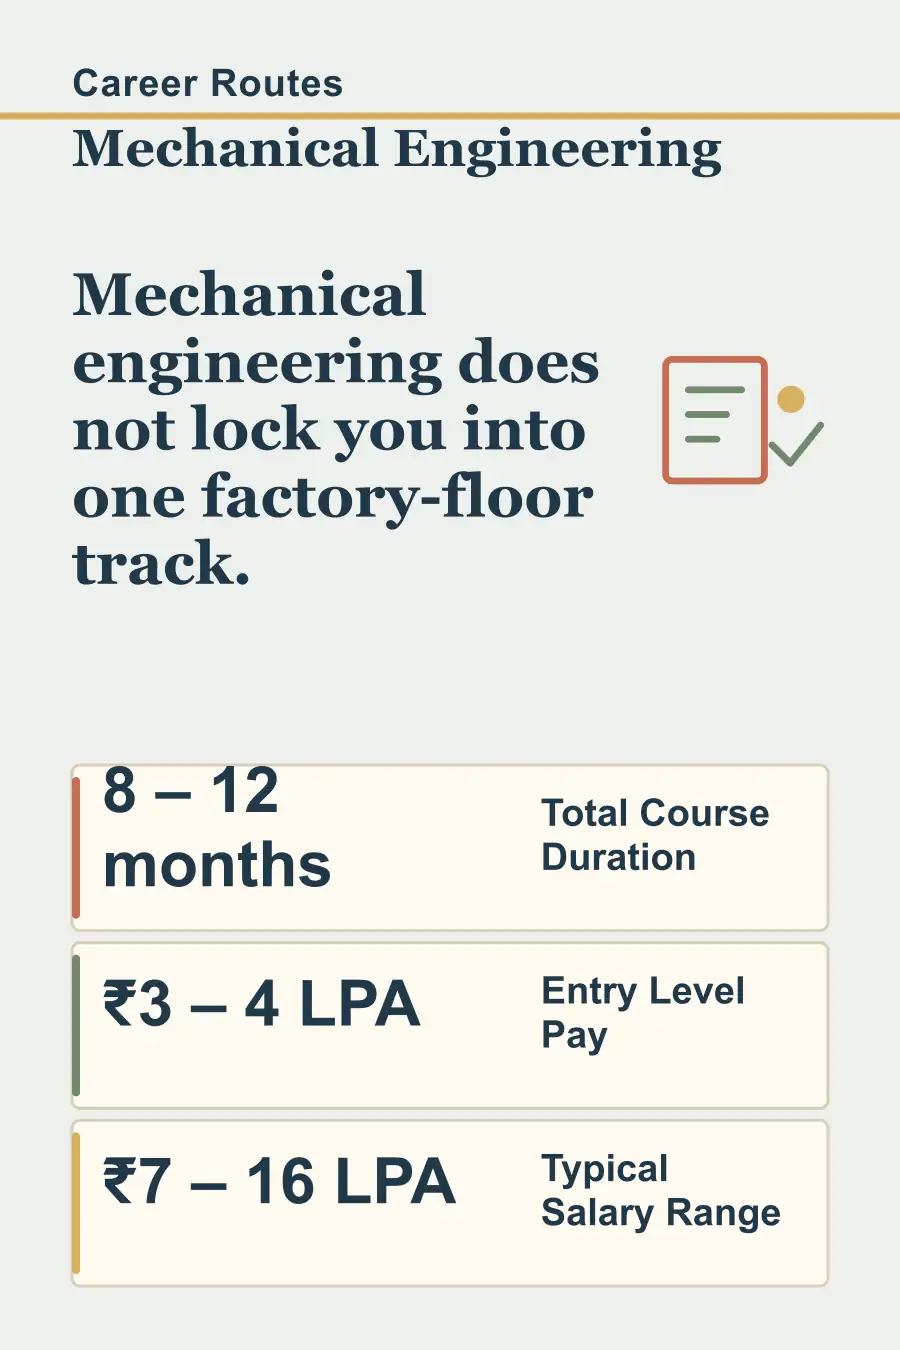 Career Routes
Mechanical Engineering
Mechanical
engineering does
not lock you into
one factory-floor
track.
8 – 12
months
Total Course
Duration
₹3 – 4 LPA
Entry Level
Pay
₹7 – 16 LPA
Typical
Salary Range